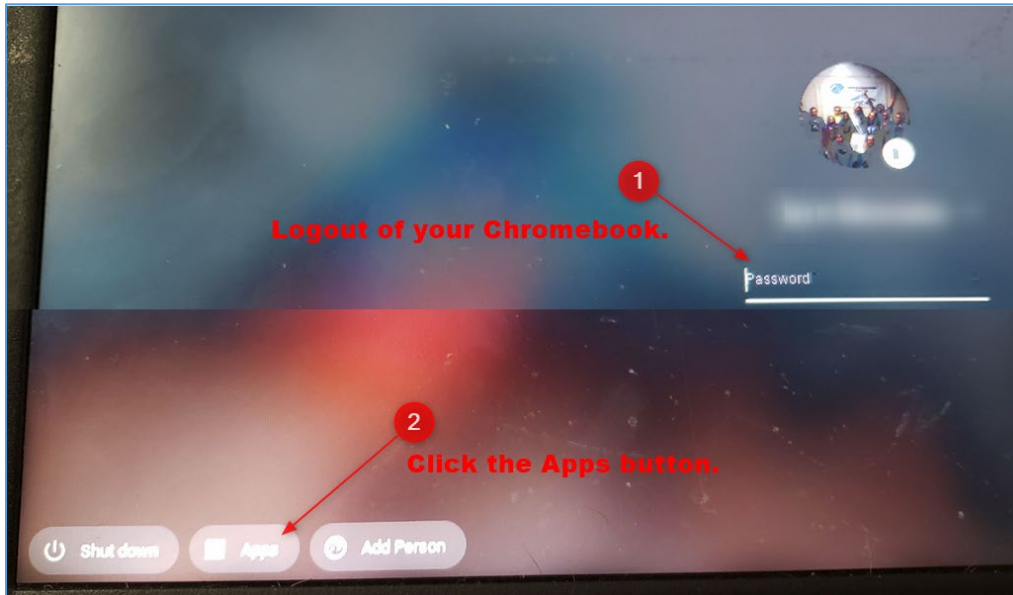 1
Logout of your Chromebook.
Password
2
Click the Apps button.
Shut down
Apps
Add Person